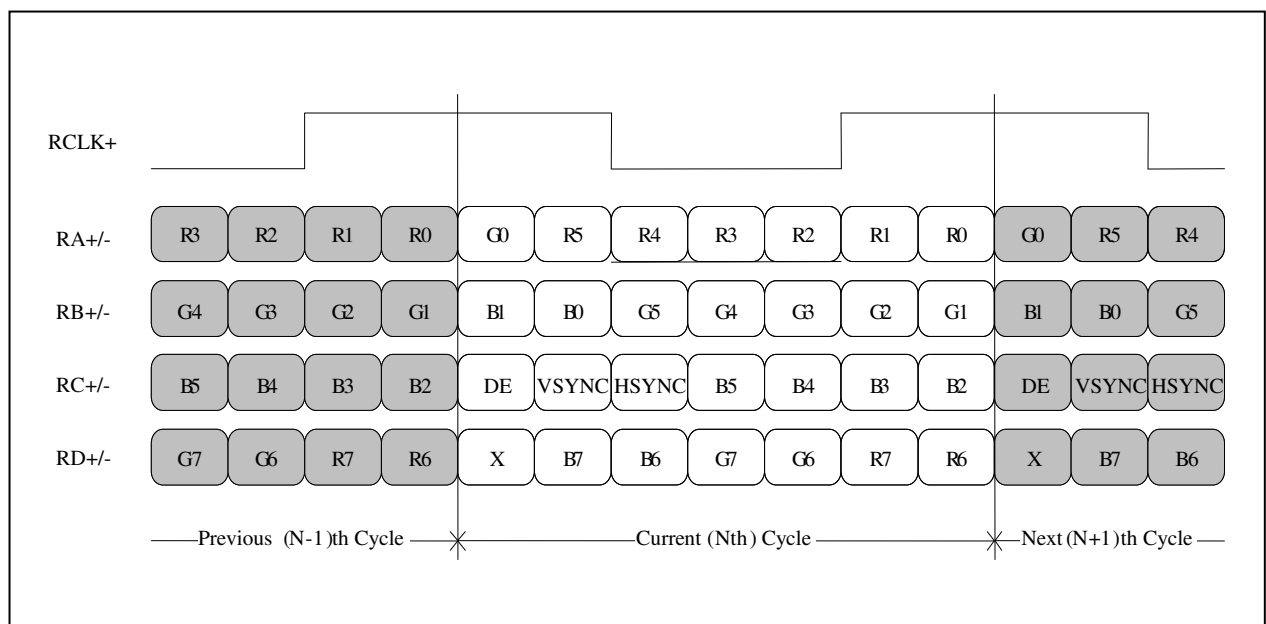 RCLK+
RA+/- R3 R2 R1 R0 G0 R5 R4 R3 R2 R1 R0 G0 R5 R4
RB+/- G4 G3 G2 G1 B1 B0 G5 G4 G3 G2 G1 B1 B0 G5
RC+/- B5 B4 B3 B2 DE VSYNC HSYNC B5 B4 B3 B2 DE VSYNC HSYNC
RD+/- G7 G6 R7 R6 X B7 B6 G7 G6 R7 R6 X B7 B6
Previous (N-1)th Cycle Current (Nth) Cycle Next (N+1)th Cycle